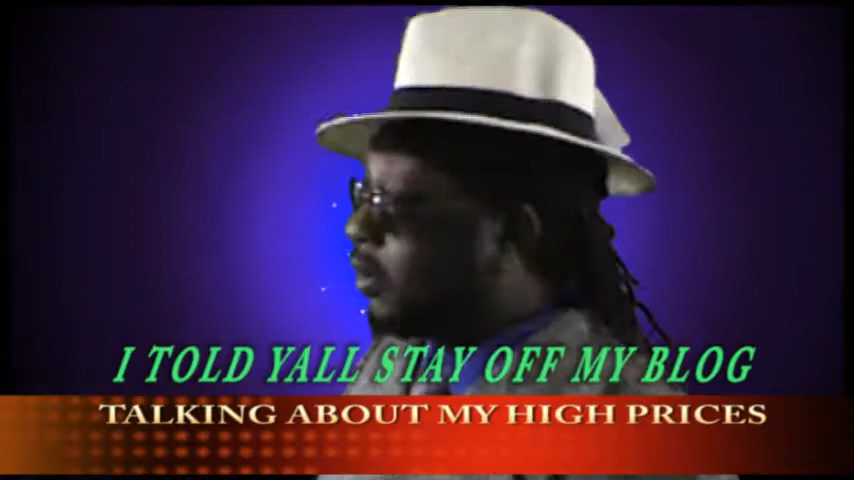 I TOLD YALL STAY OFF MY BLOG
TALKING ABOUT MY HIGH PRICES